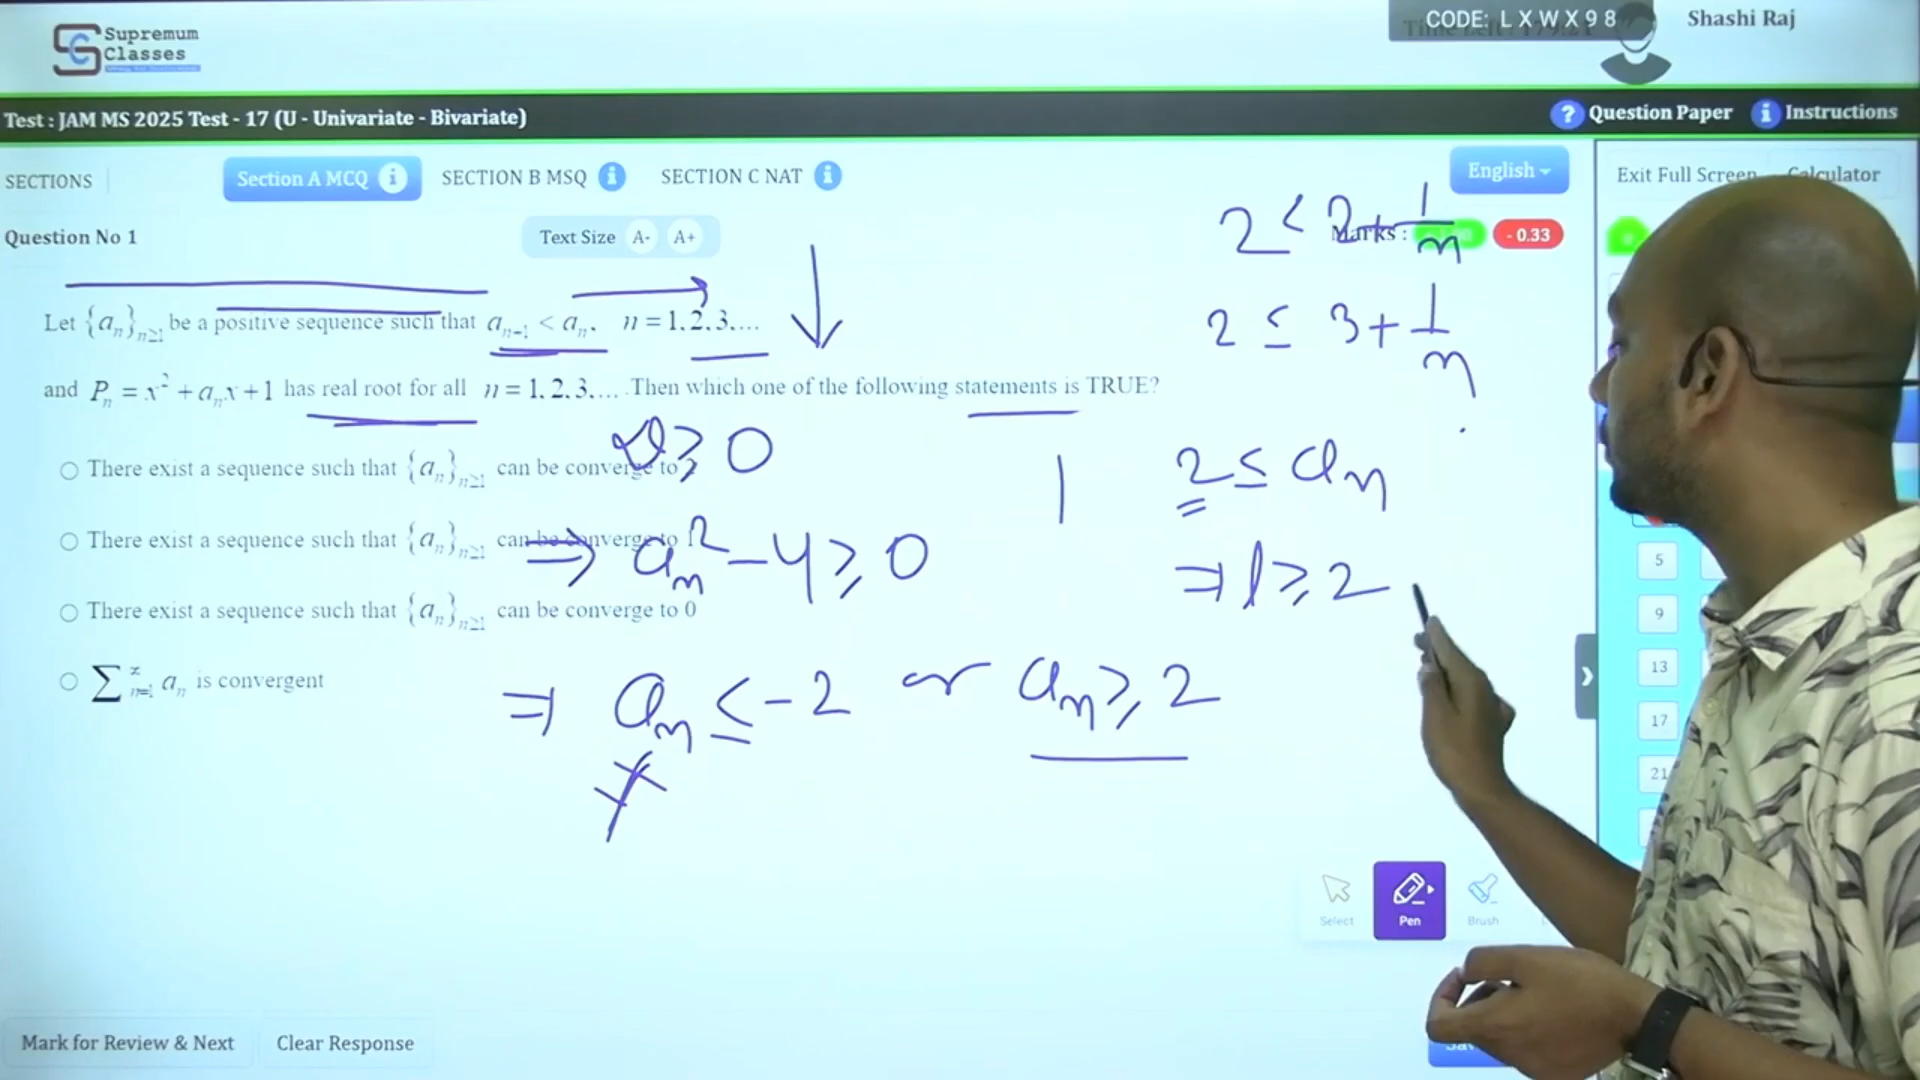 Supremum
Classes
CODE: LXWX98
Shashi Raj
Test : JAM MS 2025 Test - 17 (U - Univariate - Bivariate)
? Question Paper i Instructions
SECTIONS
Section A MCQ i
SECTION B MSQ i
SECTION C NAT i
English
Exit Full Screen
Calculator
Question No 1
Text Size A- A+
Marks :
- 0.33
2 < 2 + 1/n
2 ≤ 3 + 1/n
Let {aₙ}ₙ≥₁ be a positive sequence such that aₙ₋₁ < aₙ, n = 1, 2, 3, ...
and Pₙ = x² + aₙx + 1 has real root for all n = 1, 2, 3, ... . Then which one of the following statements is TRUE?
There exist a sequence such that {aₙ}ₙ≥₁ can be converge to 2
There exist a sequence such that {aₙ}ₙ≥₁ can be converge to 1
There exist a sequence such that {aₙ}ₙ≥₁ can be converge to 0
∑ₙ₌₁^∞ aₙ is convergent
D ≥ 0
⇒ aₙ² - 4 ≥ 0
⇒ aₙ ≤ -2 or aₙ ≥ 2
2 ≤ aₙ
⇒ l ≥ 2
5
9
13
17
21
Select
Pen
Brush
Mark for Review & Next
Clear Response